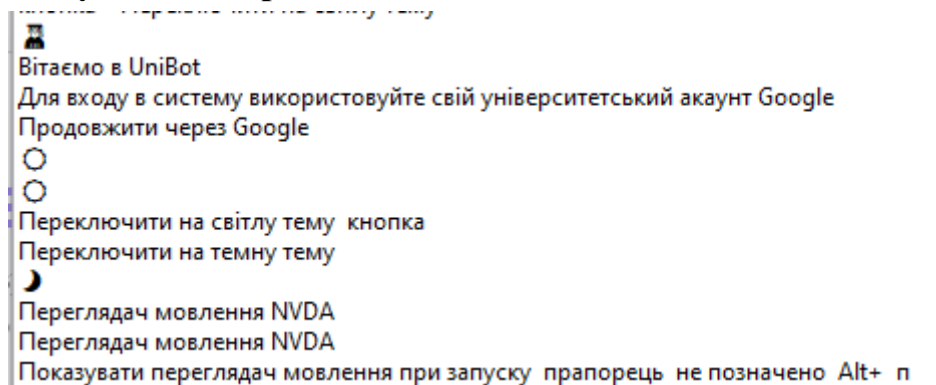 Вітаємо в UniBot
Для входу в систему використовуйте свій університетський акаунт Google
Продовжити через Google
Переключити на світлу тему кнопка
Переключити на темну тему
Переглядач мовлення NVDA
Переглядач мовлення NVDA
Показувати переглядач мовлення при запуску прапорець не позначено Alt+ п